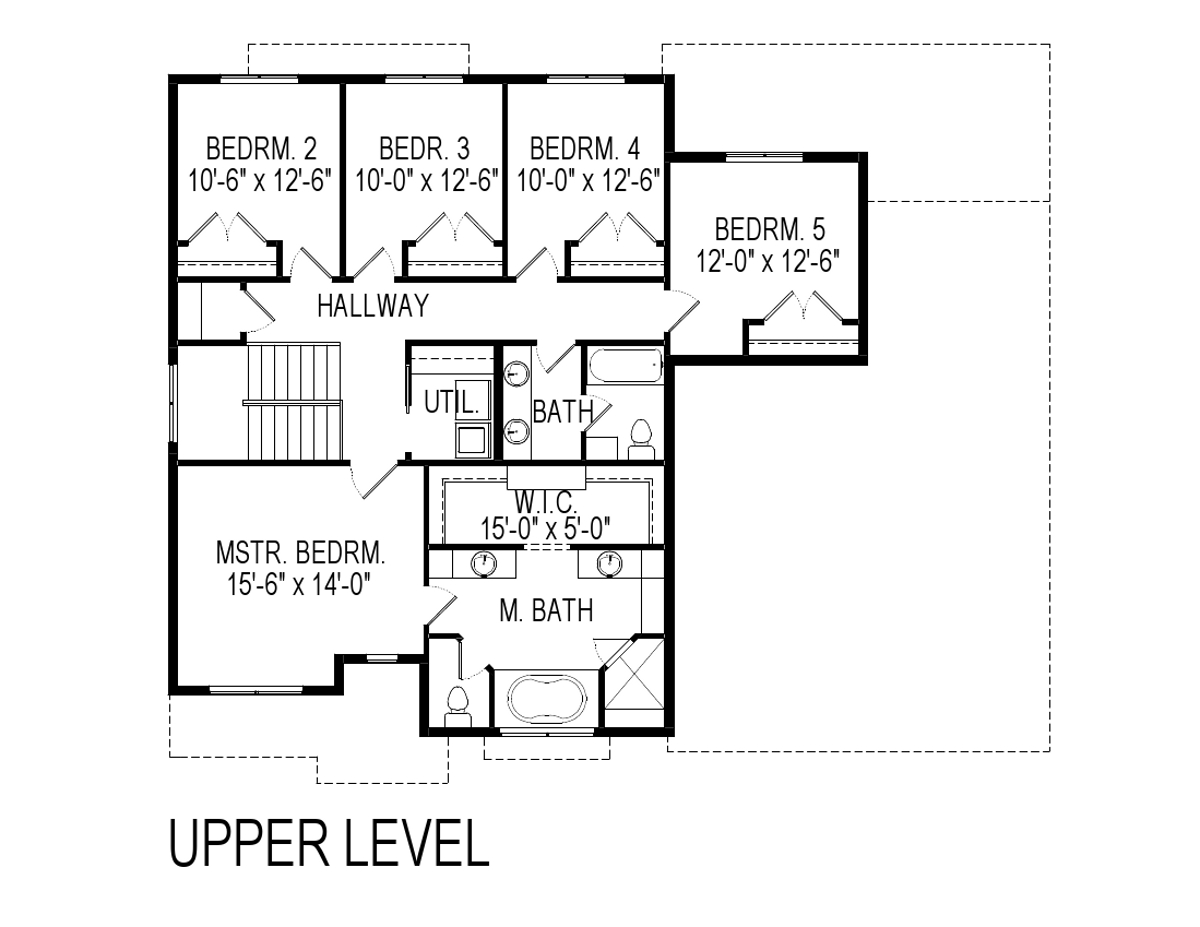 BEDRM. 2
10'-6" x 12'-6"
BEDR. 3
10'-0" x 12'-6"
BEDRM. 4
10'-0" x 12'-6"
BEDRM. 5
12'-0" x 12'-6"
HALLWAY
UTIL.
BATH
W.I.C.
15'-0" x 5'-0"
MSTR. BEDRM.
15'-6" x 14'-0"
M. BATH
UPPER LEVEL